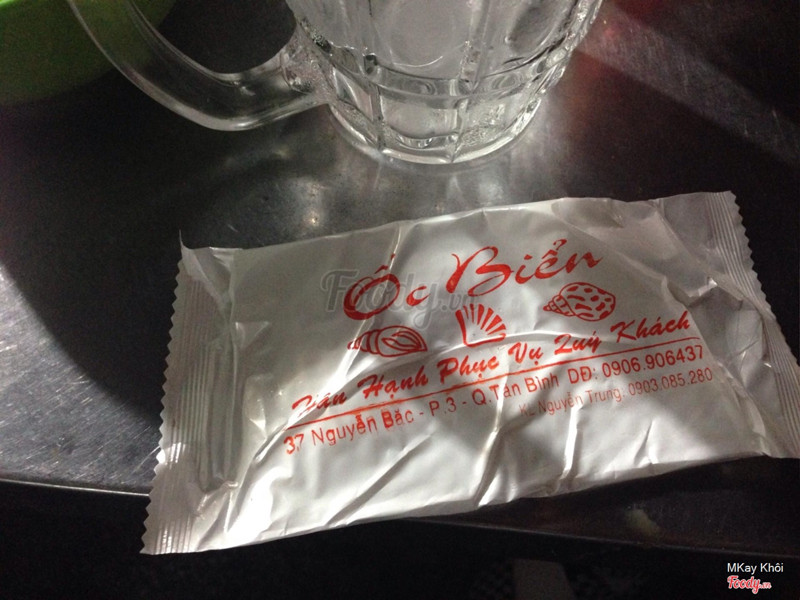 Ốc Biển
Hân Hạnh Phục Vụ Quý Khách
37 Nguyễn Bặc - P.3 - Q.Tân Bình DĐ: 0906.906437
KL Nguyễn Trung: 0903.085.280
Foody.vn
MKay Khôi
Foody.vn